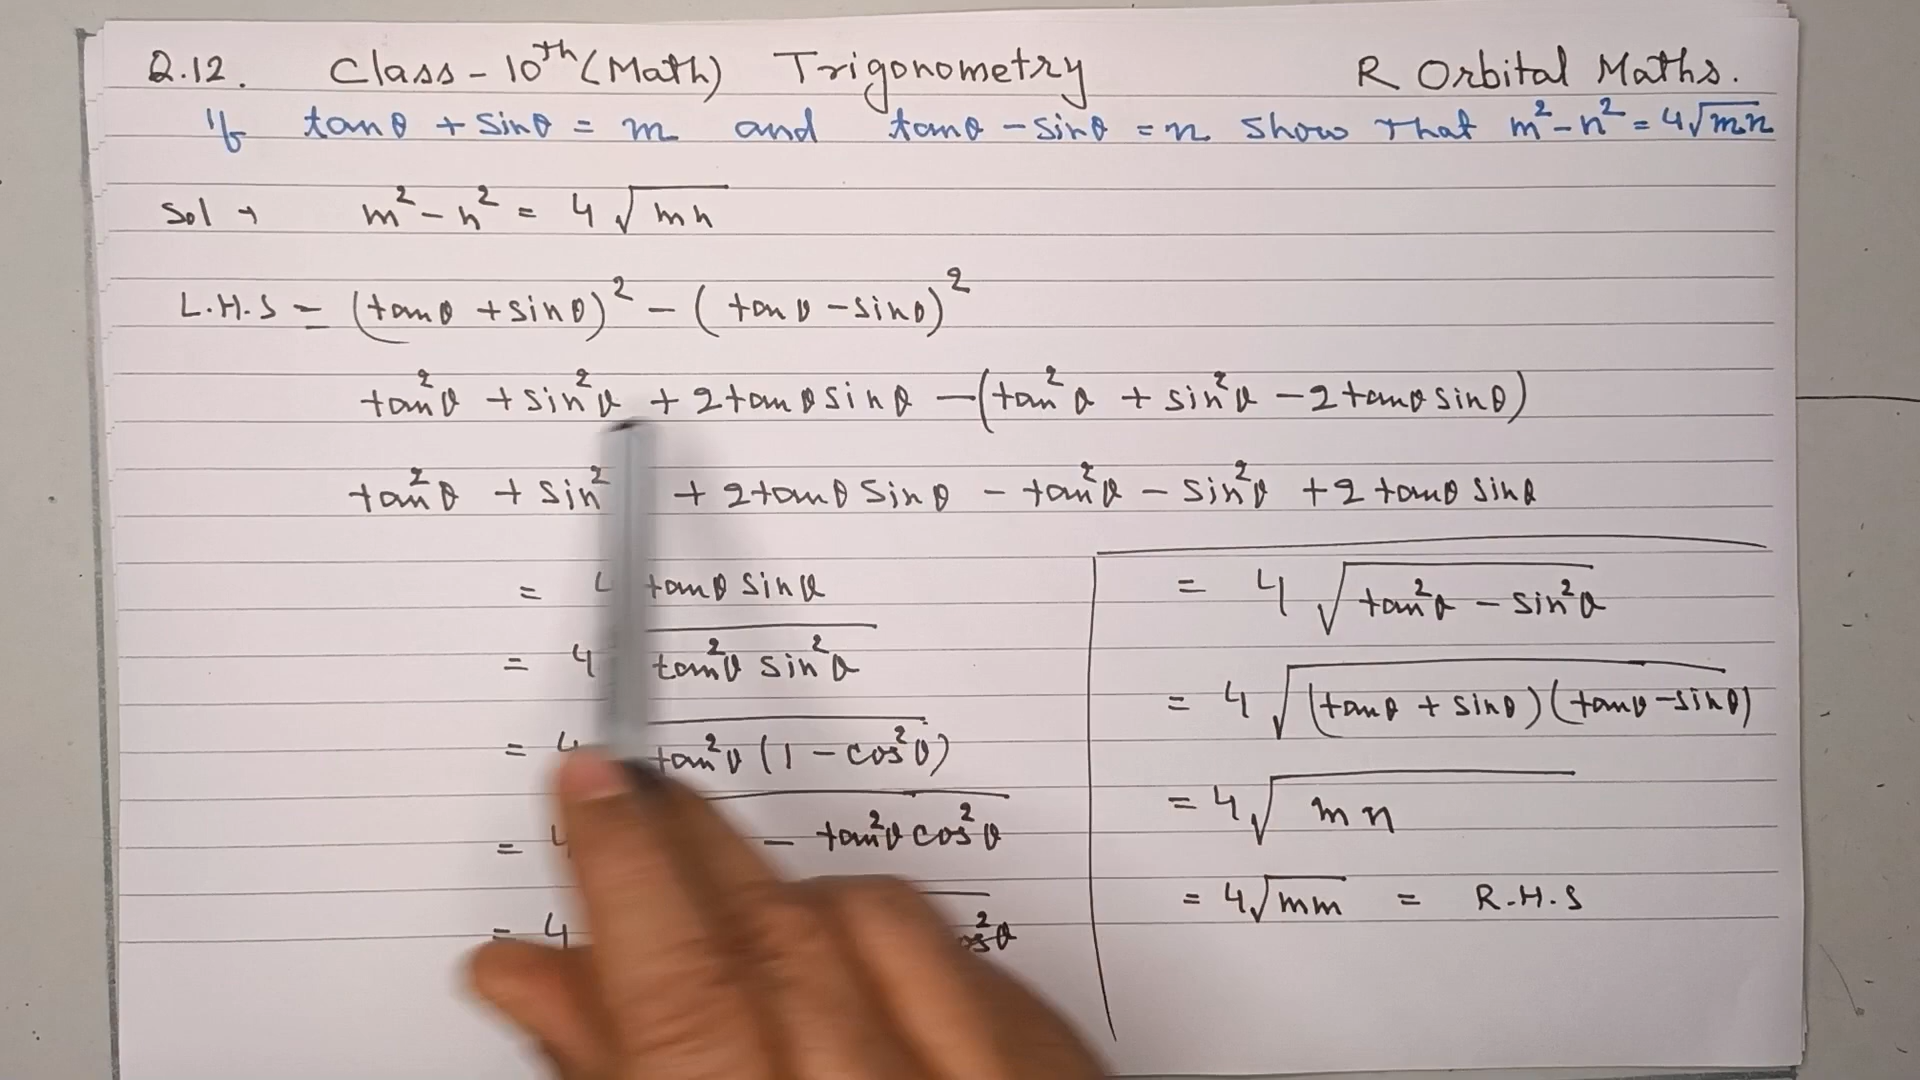 Q.12. Class-10th (Math) Trigonometry R Orbital Maths.
If tanθ + sinθ = m and tanθ - sinθ = n show that m² - n² = 4√mn
Sol → m² - n² = 4√mn
L.H.S = (tanθ + sinθ)² - (tanθ - sinθ)²
tan²θ + sin²θ + 2tanθ sinθ - (tan²θ + sin²θ - 2tanθ sinθ)
tan²θ + sin² + 2tanθ sinθ - tan²θ - sin²θ + 2tanθ sinθ
= 4 tanθ sinθ
= 4 tan²θ sin²θ
= 4 tan²θ (1 - cos²θ)
= 4 - tan²θ cos²θ
= 4 os²θ
= 4√tan²θ - sin²θ
= 4√(tanθ + sinθ)(tanθ - sinθ)
= 4√mn
= 4√mm = R.H.S